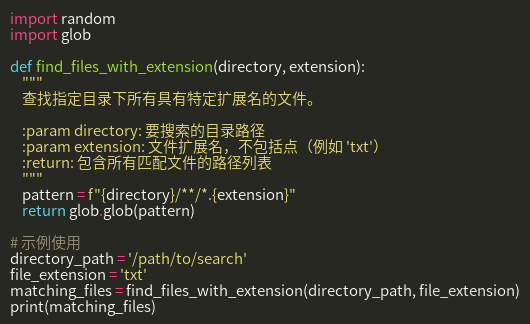 import random
import glob

def find_files_with_extension(directory, extension):
    """
    查找指定目录下所有具有特定扩展名的文件。

    :param directory: 要搜索的目录路径
    :param extension: 文件扩展名，不包括点（例如 'txt'）
    :return: 包含所有匹配文件的路径列表
    """
    pattern = f"{directory}/**/*.{extension}"
    return glob.glob(pattern)

# 示例使用
directory_path = '/path/to/search'
file_extension = 'txt'
matching_files = find_files_with_extension(directory_path, file_extension)
print(matching_files)